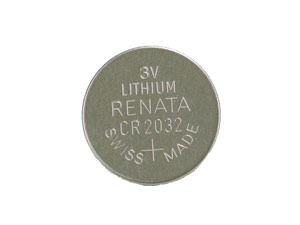 3V
LITHIUM
RENATA
CR2032
SWISS + MADE